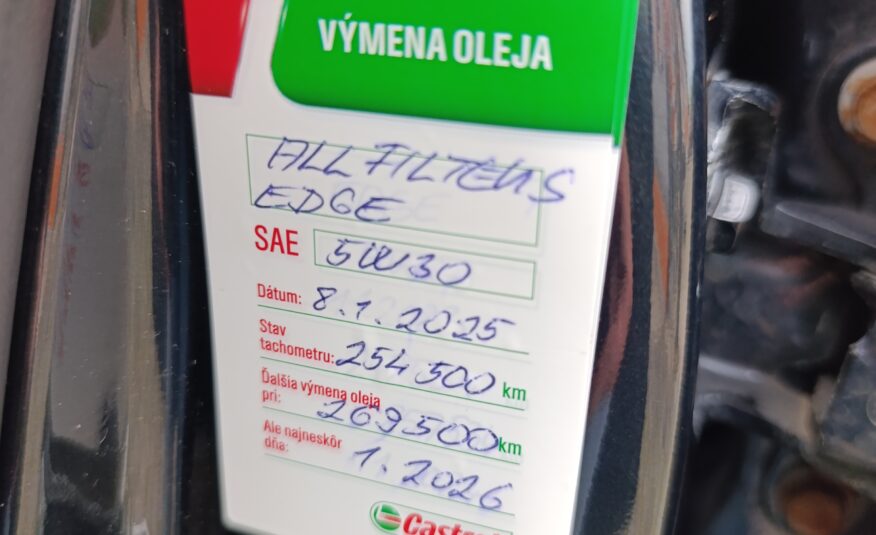 VÝMENA OLEJA
ALL FILTERS
EDGE
SAE 5W30
Dátum: 8.1.2025
Stav
tachometru: 254 500 km
Ďalšia výmena oleja
pri: 269500 km
Ale najneskôr
dňa: 1.2026
Castrol